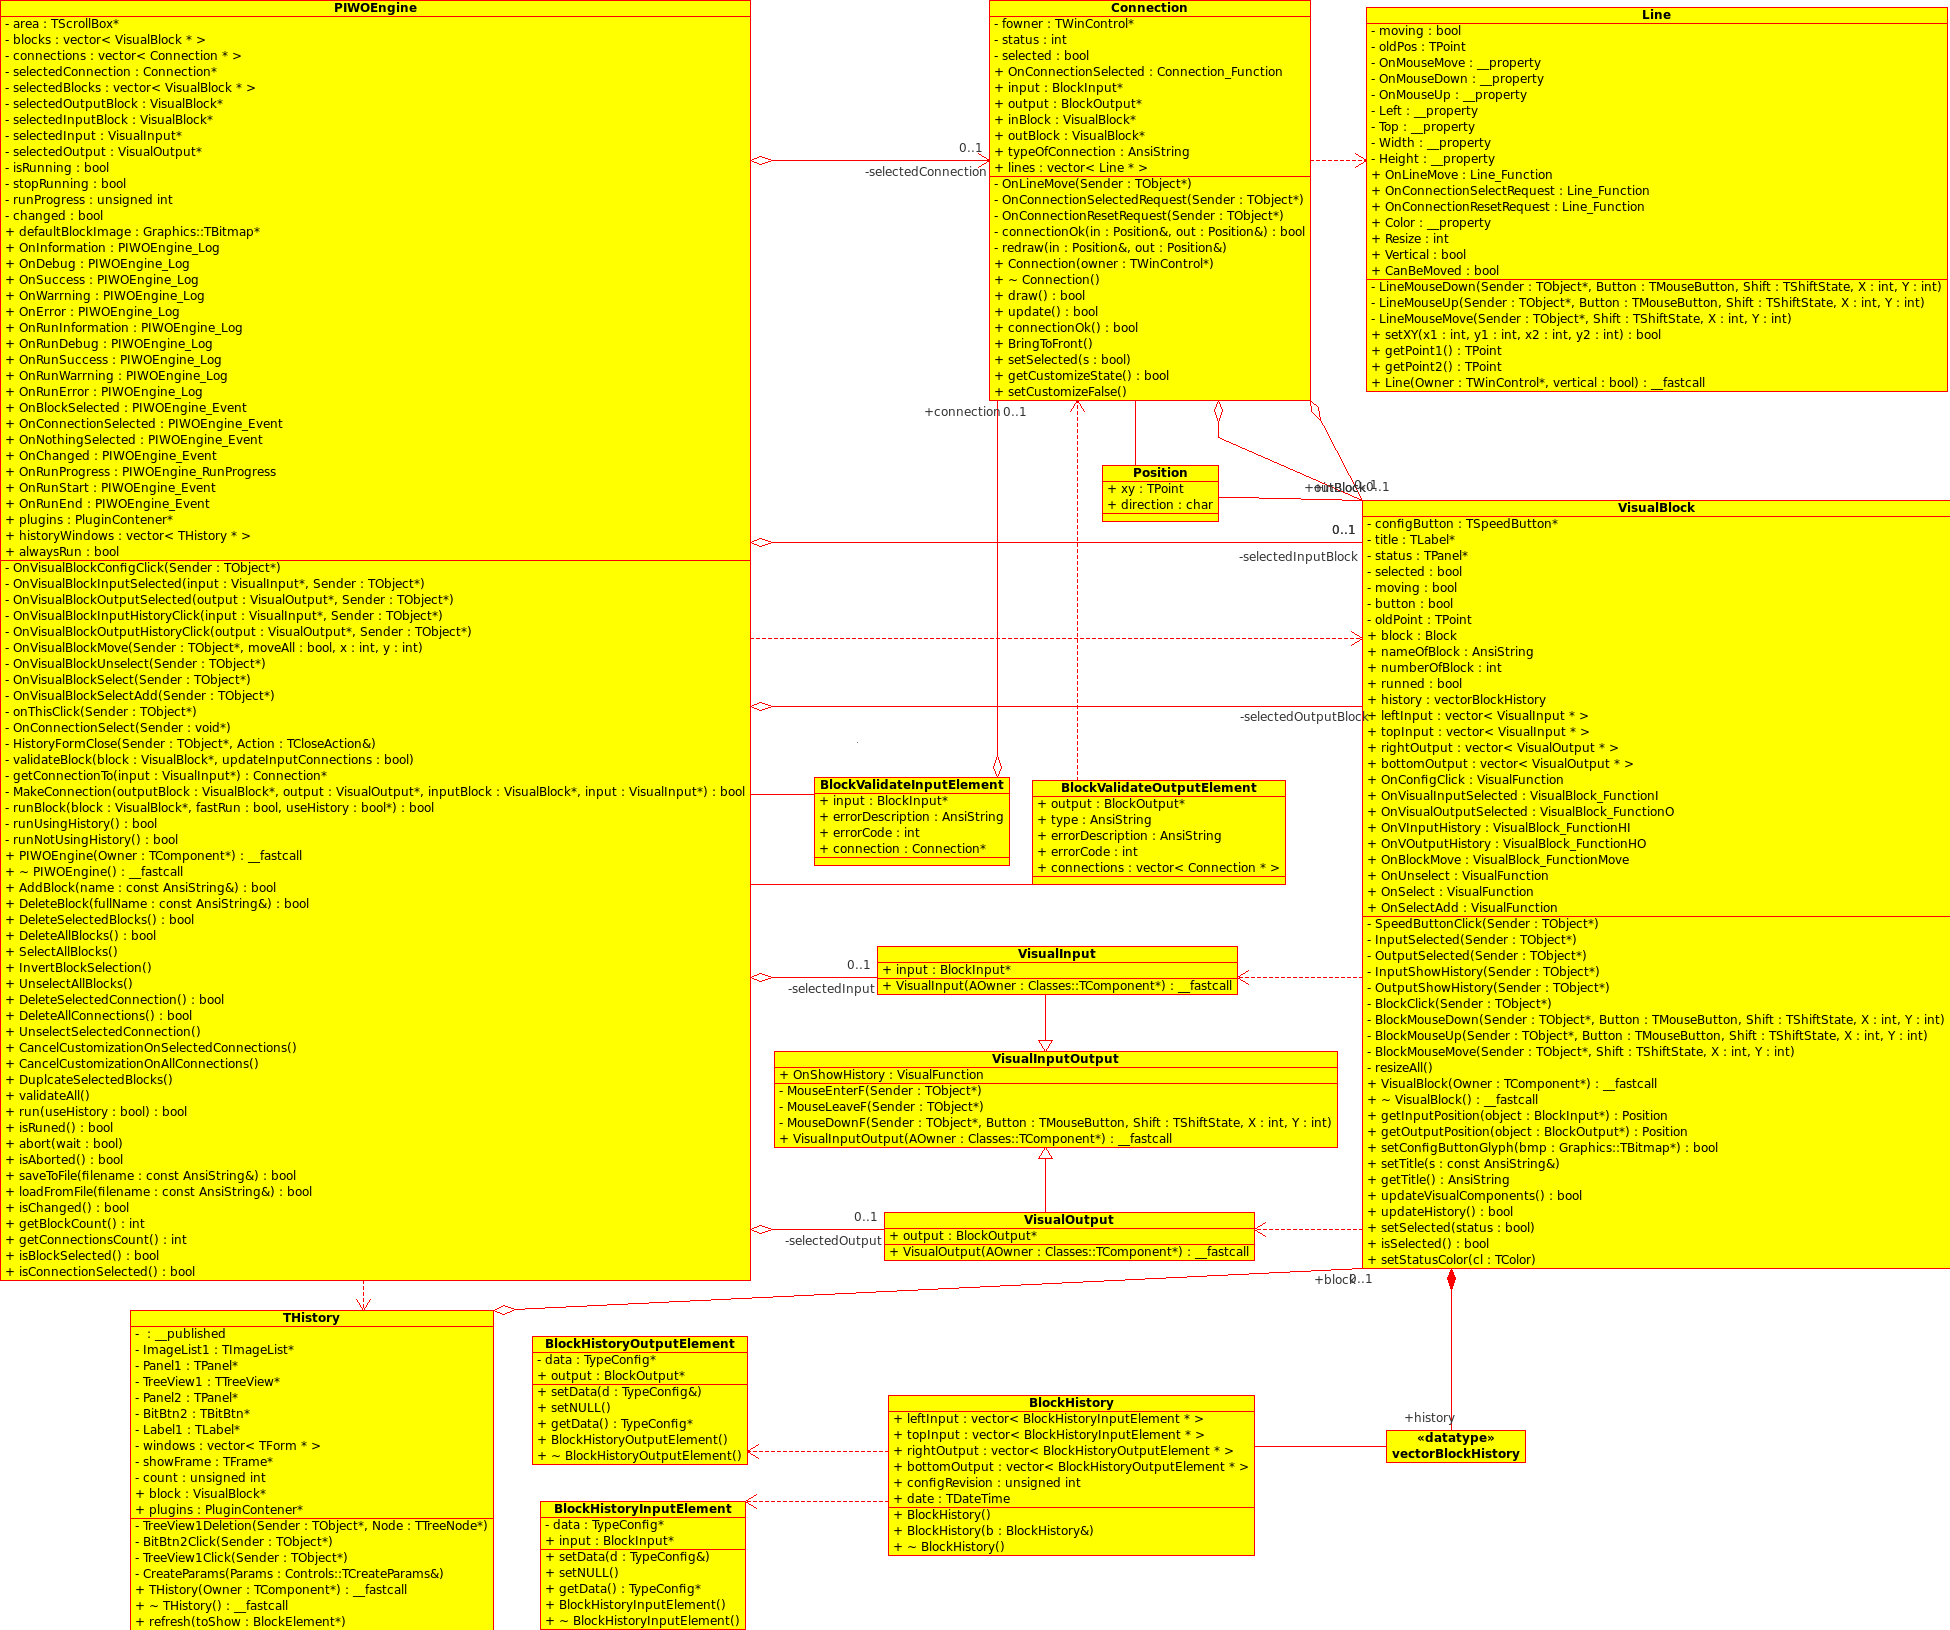 PIWOEngine
- area : TScrollBox*
- blocks : vector< VisualBlock * >
- connections : vector< Connection * >
- selectedConnection : Connection*
- selectedBlocks : vector< VisualBlock * >
- selectedOutputBlock : VisualBlock*
- selectedInputBlock : VisualBlock*
- selectedInput : VisualInput*
- selectedOutput : VisualOutput*
- isRunning : bool
- stopRunning : bool
- runProgress : unsigned int
- changed : bool
+ defaultBlockImage : Graphics::TBitmap*
+ OnInformation : PIWOEngine_Log
+ OnDebug : PIWOEngine_Log
+ OnSuccess : PIWOEngine_Log
+ OnWarrning : PIWOEngine_Log
+ OnError : PIWOEngine_Log
+ OnRunInformation : PIWOEngine_Log
+ OnRunDebug : PIWOEngine_Log
+ OnRunSuccess : PIWOEngine_Log
+ OnRunWarrning : PIWOEngine_Log
+ OnRunError : PIWOEngine_Log
+ OnBlockSelected : PIWOEngine_Event
+ OnConnectionSelected : PIWOEngine_Event
+ OnNothingSelected : PIWOEngine_Event
+ OnChanged : PIWOEngine_Event
+ OnRunProgress : PIWOEngine_RunProgress
+ OnRunStart : PIWOEngine_Event
+ OnRunEnd : PIWOEngine_Event
+ plugins : PluginContener*
+ historyWindows : vector< THistory * >
+ alwaysRun : bool
- OnVisualBlockConfigClick(Sender : TObject*)
- OnVisualBlockInputSelected(input : VisualInput*, Sender : TObject*)
- OnVisualBlockOutputSelected(output : VisualOutput*, Sender : TObject*)
- OnVisualBlockInputHistoryClick(input : VisualInput*, Sender : TObject*)
- OnVisualBlockOutputHistoryClick(output : VisualOutput*, Sender : TObject*)
- OnVisualBlockMove(Sender : TObject*, moveAll : bool, x : int, y : int)
- OnVisualBlockUnselect(Sender : TObject*)
- OnVisualBlockSelect(Sender : TObject*)
- OnVisualBlockSelectAdd(Sender : TObject*)
- onThisClick(Sender : TObject*)
- OnConnectionSelect(Sender : void*)
- HistoryFormClose(Sender : TObject*, Action : TCloseAction&)
- validateBlock(block : VisualBlock*, updateInputConnections : bool)
- getConnectionTo(input : VisualInput*) : Connection*
- MakeConnection(outputBlock : VisualBlock*, output : VisualOutput*, inputBlock : VisualBlock*, input : VisualInput*) : bool
- runBlock(block : VisualBlock*, fastRun : bool, useHistory : bool*) : bool
- runUsingHistory() : bool
- runNotUsingHistory() : bool
+ PIWOEngine(Owner : TComponent*) : __fastcall
+ ~ PIWOEngine() : __fastcall
+ AddBlock(name : const AnsiString&) : bool
+ DeleteBlock(fullName : const AnsiString&) : bool
+ DeleteSelectedBlocks() : bool
+ DeleteAllBlocks() : bool
+ SelectAllBlocks()
+ InvertBlockSelection()
+ UnselectAllBlocks()
+ DeleteSelectedConnection() : bool
+ DeleteAllConnections() : bool
+ UnselectSelectedConnection()
+ CancelCustomizationOnSelectedConnections()
+ CancelCustomizationOnAllConnections()
+ DuplcateSelectedBlocks()
+ validateAll()
+ run(useHistory : bool) : bool
+ isRuned() : bool
+ abort(wait : bool)
+ isAborted() : bool
+ saveToFile(filename : const AnsiString&) : bool
+ loadFromFile(filename : const AnsiString&) : bool
+ isChanged() : bool
+ getBlockCount() : int
+ getConnectionsCount() : int
+ isBlockSelected() : bool
+ isConnectionSelected() : bool
0..1
-selectedConnection
Connection
- fowner : TWinControl*
- status : int
- selected : bool
+ OnConnectionSelected : Connection_Function
+ input : BlockInput*
+ output : BlockOutput*
+ inBlock : VisualBlock*
+ outBlock : VisualBlock*
+ typeOfConnection : AnsiString
+ lines : vector< Line * >
- OnLineMove(Sender : TObject*)
- OnConnectionSelectedRequest(Sender : TObject*)
- OnConnectionResetRequest(Sender : TObject*)
- connectionOk(in : Position&, out : Position&) : bool
- redraw(in : Position&, out : Position&)
+ Connection(owner : TWinControl*)
+ ~ Connection()
+ draw() : bool
+ update() : bool
+ connectionOk() : bool
+ BringToFront()
+ setSelected(s : bool)
+ getCustomizeState() : bool
+ setCustomizeFalse()
Line
- moving : bool
- oldPos : TPoint
- OnMouseMove : __property
- OnMouseDown : __property
- OnMouseUp : __property
- Left : __property
- Top : __property
- Width : __property
- Height : __property
+ OnLineMove : Line_Function
+ OnConnectionSelectRequest : Line_Function
+ OnConnectionResetRequest : Line_Function
+ Color : __property
+ Resize : int
+ Vertical : bool
+ CanBeMoved : bool
- LineMouseDown(Sender : TObject*, Button : TMouseButton, Shift : TShiftState, X : int, Y : int)
- LineMouseUp(Sender : TObject*, Button : TMouseButton, Shift : TShiftState, X : int, Y : int)
- LineMouseMove(Sender : TObject*, Shift : TShiftState, X : int, Y : int)
+ setXY(x1 : int, y1 : int, x2 : int, y2 : int) : bool
+ getPoint1() : TPoint
+ getPoint2() : TPoint
+ Line(Owner : TWinControl*, vertical : bool) : __fastcall
+connection 0..1
Position
+ xy : TPoint
+ direction : char
0..1
-selectedInputBlock
-selectedOutputBlock
VisualBlock
- configButton : TSpeedButton*
- title : TLabel*
- status : TPanel*
- selected : bool
- moving : bool
- button : bool
- oldPoint : TPoint
+ block : Block
+ nameOfBlock : AnsiString
+ numberOfBlock : int
+ runned : bool
+ history : vectorBlockHistory
+ leftInput : vector< VisualInput * >
+ topInput : vector< VisualInput * >
+ rightOutput : vector< VisualOutput * >
+ bottomOutput : vector< VisualOutput * >
+ OnConfigClick : VisualFunction
+ OnVisualInputSelected : VisualBlock_FunctionI
+ OnVisualOutputSelected : VisualBlock_FunctionO
+ OnVInputHistory : VisualBlock_FunctionHI
+ OnVOutputHistory : VisualBlock_FunctionHO
+ OnBlockMove : VisualBlock_FunctionMove
+ OnUnselect : VisualFunction
+ OnSelect : VisualFunction
+ OnSelectAdd : VisualFunction
- SpeedButtonClick(Sender : TObject*)
- InputSelected(Sender : TObject*)
- OutputSelected(Sender : TObject*)
- InputShowHistory(Sender : TObject*)
- OutputShowHistory(Sender : TObject*)
- BlockClick(Sender : TObject*)
- BlockMouseDown(Sender : TObject*, Button : TMouseButton, Shift : TShiftState, X : int, Y : int)
- BlockMouseUp(Sender : TObject*, Button : TMouseButton, Shift : TShiftState, X : int, Y : int)
- BlockMouseMove(Sender : TObject*, Shift : TShiftState, X : int, Y : int)
- resizeAll()
+ VisualBlock(Owner : TComponent*) : __fastcall
+ ~ VisualBlock() : __fastcall
+ getInputPosition(object : BlockInput*) : Position
+ getOutputPosition(object : BlockOutput*) : Position
+ setConfigButtonGlyph(bmp : Graphics::TBitmap*) : bool
+ setTitle(s : const AnsiString&)
+ getTitle() : AnsiString
+ updateVisualComponents() : bool
+ updateHistory() : bool
+ setSelected(status : bool)
+ isSelected() : bool
+ setStatusColor(cl : TColor)
BlockValidateInputElement
+ input : BlockInput*
+ errorDescription : AnsiString
+ errorCode : int
+ connection : Connection*
BlockValidateOutputElement
+ output : BlockOutput*
+ type : AnsiString
+ errorDescription : AnsiString
+ errorCode : int
+ connections : vector< Connection * >
0..1
-selectedInput
VisualInput
+ input : BlockInput*
+ VisualInput(AOwner : Classes::TComponent*) : __fastcall
VisualInputOutput
+ OnShowHistory : VisualFunction
- MouseEnterF(Sender : TObject*)
- MouseLeaveF(Sender : TObject*)
- MouseDownF(Sender : TObject*, Button : TMouseButton, Shift : TShiftState, X : int, Y : int)
+ VisualInputOutput(AOwner : Classes::TComponent*) : __fastcall
0..1
-selectedOutput
VisualOutput
+ output : BlockOutput*
+ VisualOutput(AOwner : Classes::TComponent*) : __fastcall
+block 0..1
THistory
- : __published
- ImageList1 : TImageList*
- Panel1 : TPanel*
- TreeView1 : TTreeView*
- Panel2 : TPanel*
- BitBtn2 : TBitBtn*
- Label1 : TLabel*
- windows : vector< TForm * >
- showFrame : TFrame*
- count : unsigned int
+ block : VisualBlock*
+ plugins : PluginContener*
- TreeView1Deletion(Sender : TObject*, Node : TTreeNode*)
- BitBtn2Click(Sender : TObject*)
- TreeView1Click(Sender : TObject*)
- CreateParams(Params : Controls::TCreateParams&)
+ THistory(Owner : TComponent*) : __fastcall
+ ~ THistory() : __fastcall
+ refresh(toShow : BlockElement*)
BlockHistoryOutputElement
- data : TypeConfig*
+ output : BlockOutput*
+ setData(d : TypeConfig&)
+ setNULL()
+ getData() : TypeConfig*
+ BlockHistoryOutputElement()
+ ~ BlockHistoryOutputElement()
BlockHistoryInputElement
- data : TypeConfig*
+ input : BlockInput*
+ setData(d : TypeConfig&)
+ setNULL()
+ getData() : TypeConfig*
+ BlockHistoryInputElement()
+ ~ BlockHistoryInputElement()
BlockHistory
+ leftInput : vector< BlockHistoryInputElement * >
+ topInput : vector< BlockHistoryInputElement * >
+ rightOutput : vector< BlockHistoryOutputElement * >
+ bottomOutput : vector< BlockHistoryOutputElement * >
+ configRevision : unsigned int
+ date : TDateTime
+ BlockHistory()
+ BlockHistory(b : BlockHistory&)
+ ~ BlockHistory()
+history
«datatype»
vectorBlockHistory